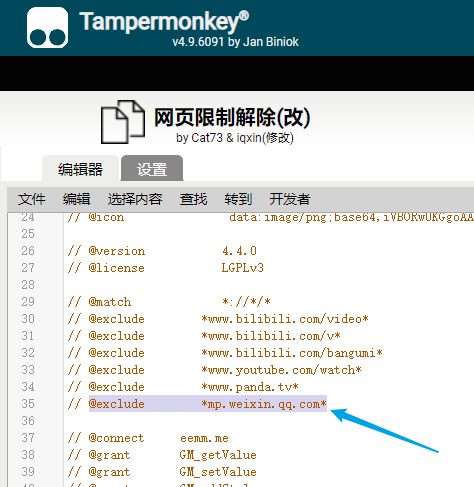 Tampermonkey®
v4.9.6091 by Jan Biniok
网页限制解除(改)
by Cat73 & iqxin(修改)
编辑器 设置
文件 编辑 选择内容 查找 转到 开发者
24 // @icon data:image/png;base64,iVBORw0KGgoAA
25
26 // @version 4.4.0
27 // @license LGPLv3
28
29 // @match *://*/*
30 // @exclude *www.bilibili.com/video*
31 // @exclude *www.bilibili.com/v*
32 // @exclude *www.bilibili.com/bangumi*
33 // @exclude *www.youtube.com/watch*
34 // @exclude *www.panda.tv*
35 // @exclude *mp.weixin.qq.com*
36
37 // @connect eemm.me
38 // @grant GM_getValue
39 // @grant GM_setValue